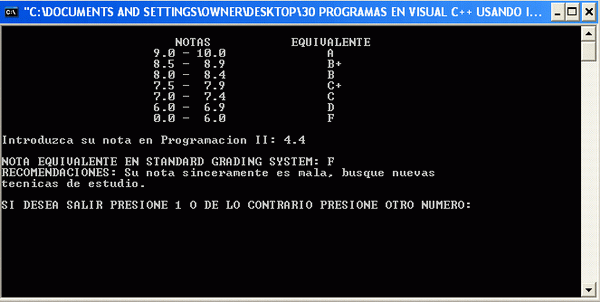 "C:\DOCUMENTS AND SETTINGS\OWNER\DESKTOP\30 PROGRAMAS EN VISUAL C++ USANDO I...
NOTAS EQUIVALENTE
9.0 - 10.0 A
8.5 - 8.9 B+
8.0 - 8.4 B
7.5 - 7.9 C+
7.0 - 7.4 C
6.0 - 6.9 D
0.0 - 6.0 F
Introduzca su nota en Programacion II: 4.4
NOTA EQUIVALENTE EN STANDARD GRADING SYSTEM: F
RECOMENDACIONES: Su nota sinceramente es mala, busque nuevas
tecnicas de estudio.
SI DESEA SALIR PRESIONE 1 O DE LO CONTRARIO PRESIONE OTRO NUMERO: